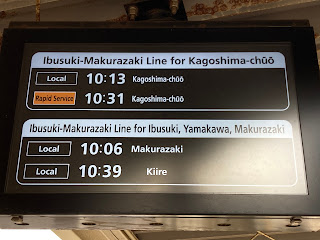 Ibusuki-Makurazaki Line for Kagoshima-chūō
Local 10:13 Kagoshima-chūō
Rapid Service 10:31 Kagoshima-chūō
Ibusuki-Makurazaki Line for Ibusuki, Yamakawa, Makurazaki
Local 10:06 Makurazaki
Local 10:39 Kiire